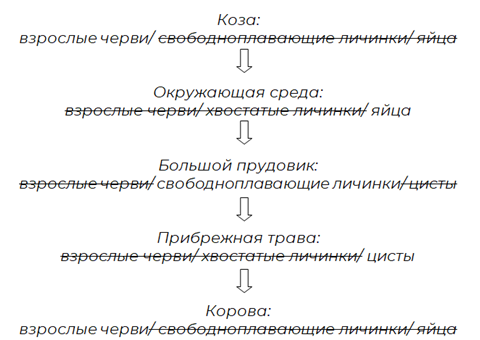 Коза:
взрослые черви/ свободноплавающие личинки/ яйца
Окружающая среда:
взрослые черви/ хвостатые личинки/ яйца
Большой прудовик:
взрослые черви/ свободноплавающие личинки/ цисты
Прибрежная трава:
взрослые черви/ хвостатые личинки/ цисты
Корова:
взрослые черви/ свободноплавающие личинки/ яйца